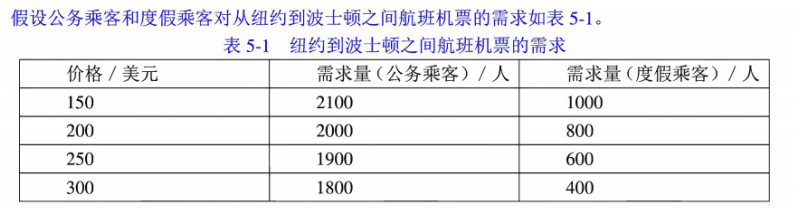 假设公务乘客和度假乘客对从纽约到波士顿之间航班机票的需求如表 5-1。
表 5-1 纽约到波士顿之间航班机票的需求
价格／美元 需求量（公务乘客）／人 需求量（度假乘客）／人
150 2100 1000
200 2000 800
250 1900 600
300 1800 400